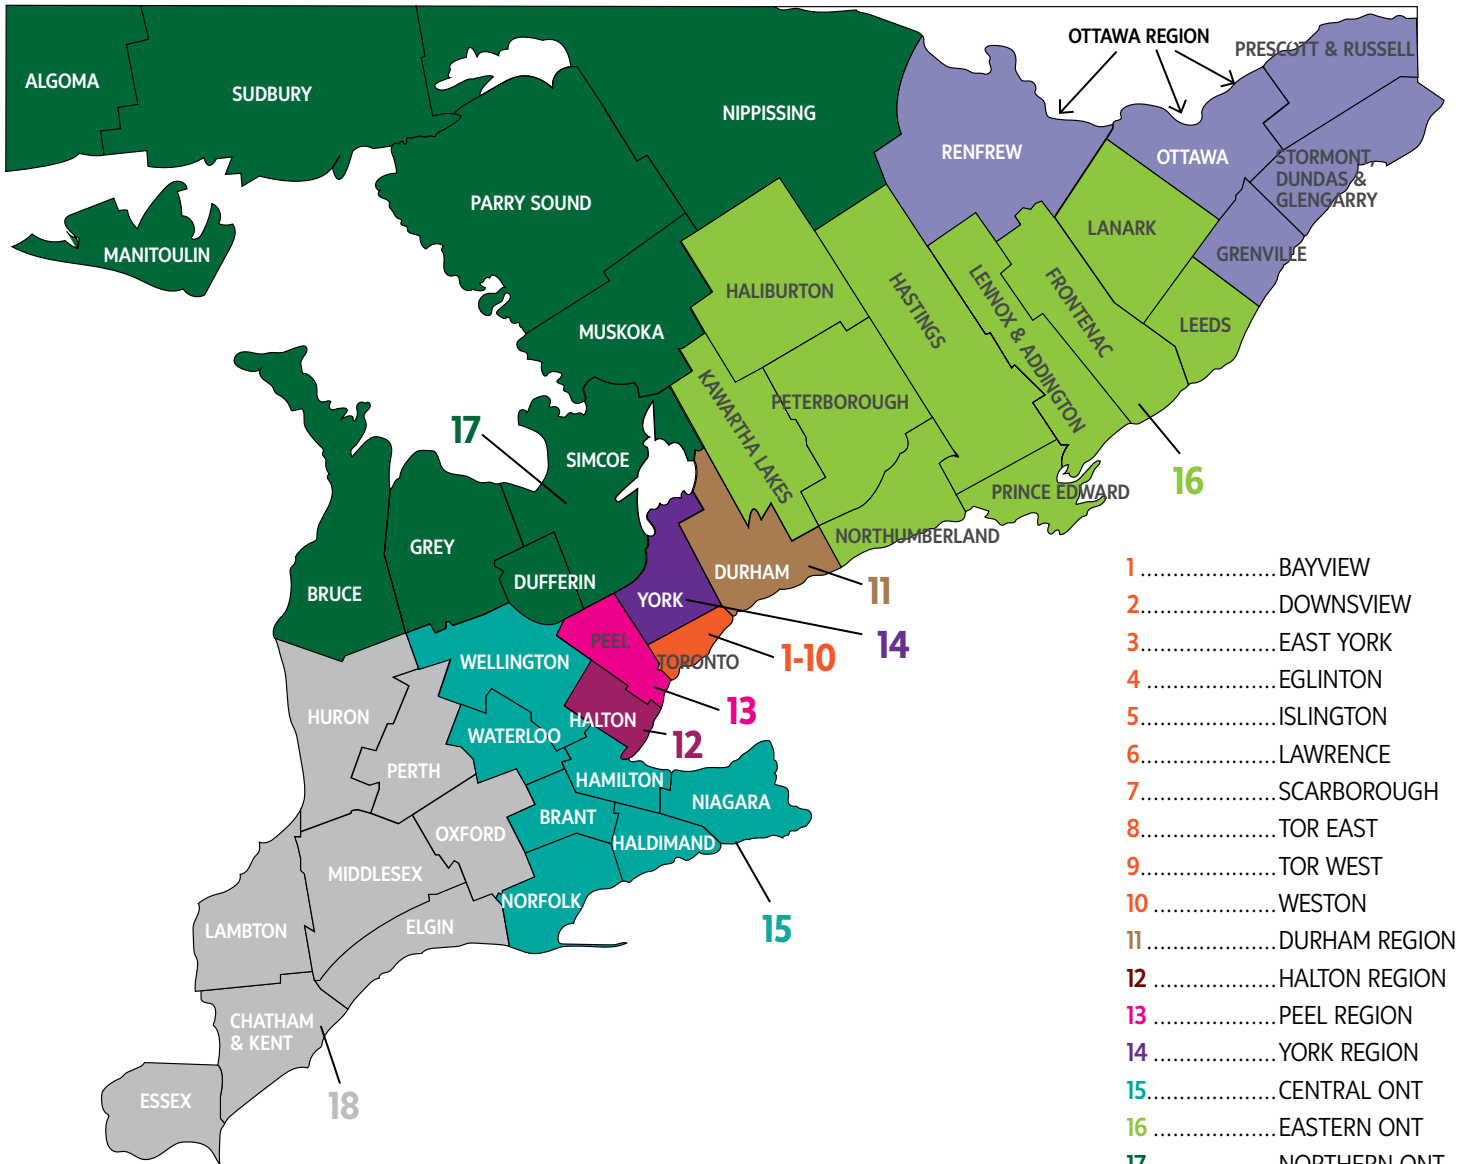 OTTAWA REGION
PRESCOTT & RUSSELL
ALGOMA
SUDBURY
NIPPISSING
RENFREW
OTTAWA
STORMONT,
DUNDAS &
GLENGARRY
PARRY SOUND
LANARK
MANITOULIN
GRENVILLE
HALIBURTON
HASTINGS
LENNOX & ADDINGTON
FRONTENAC
LEEDS
MUSKOKA
KAWARTHA LAKES
PETERBOROUGH
17
SIMCOE
16
PRINCE EDWARD
NORTHUMBERLAND
GREY
DUFFERIN
DURHAM
BRUCE
YORK
11
14
PEEL
WELLINGTON
TORONTO
1-10
13
HURON
HALTON
WATERLOO
12
PERTH
HAMILTON
NIAGARA
BRANT
OXFORD
HALDIMAND
MIDDLESEX
NORFOLK
ELGIN
LAMBTON
15
CHATHAM
& KENT
ESSEX
18
1 ......................BAYVIEW
2......................DOWNSVIEW
3......................EAST YORK
4......................EGLINTON
5......................ISLINGTON
6......................LAWRENCE
7......................SCARBOROUGH
8......................TOR EAST
9......................TOR WEST
10 ....................WESTON
11 .....................DURHAM REGION
12 ....................HALTON REGION
13 ....................PEEL REGION
14 ....................YORK REGION
15.....................CENTRAL ONT
16 ....................EASTERN ONT
17 ....................NORTHERN ONT